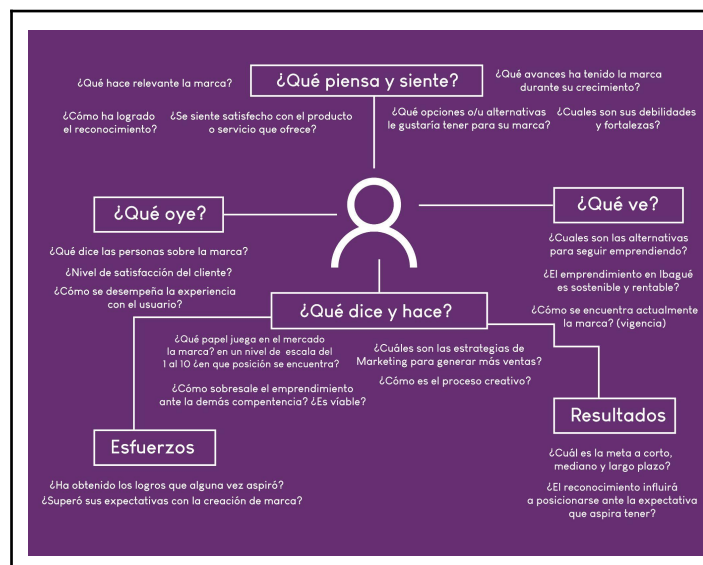 ¿Qué piensa y siente?
¿Qué hace relevante la marca?
¿Cómo ha logrado
el reconocimiento?
¿Se siente satisfecho con el producto
o servicio que ofrece?
¿Qué avances ha tenido la marca
durante su crecimiento?
¿Qué opciones o/u alternativas
le gustaría tener para su marca?
¿Cuales son sus debilidades
y fortalezas?
¿Qué oye?
¿Qué dice las personas sobre la marca?
¿Nivel de satisfacción del cliente?
¿Cómo se desempeña la experiencia
con el usuario?
¿Qué ve?
¿Cuales son las alternativas
para seguir emprendiendo?
¿El emprendimiento en Ibagué
es sostenible y rentable?
¿Cómo se encuentra actualmente
la marca? (vigencia)
¿Qué dice y hace?
¿Qué papel juega en el mercado
la marca? en un nivel de escala del
1 al 10 ¿en que posición se encuentra?
¿Cómo sobresale el emprendimiento
ante la demás compentencia? ¿Es víable?
¿Cuáles son las estrategias de
Marketing para generar más ventas?
¿Cómo es el proceso creativo?
Esfuerzos
¿Ha obtenido los logros que alguna vez aspiró?
¿Superó sus expectativas con la creación de marca?
Resultados
¿Cuál es la meta a corto,
mediano y largo plazo?
¿El reconocimiento influirá
a posicionarse ante la expectativa
que aspira tener?